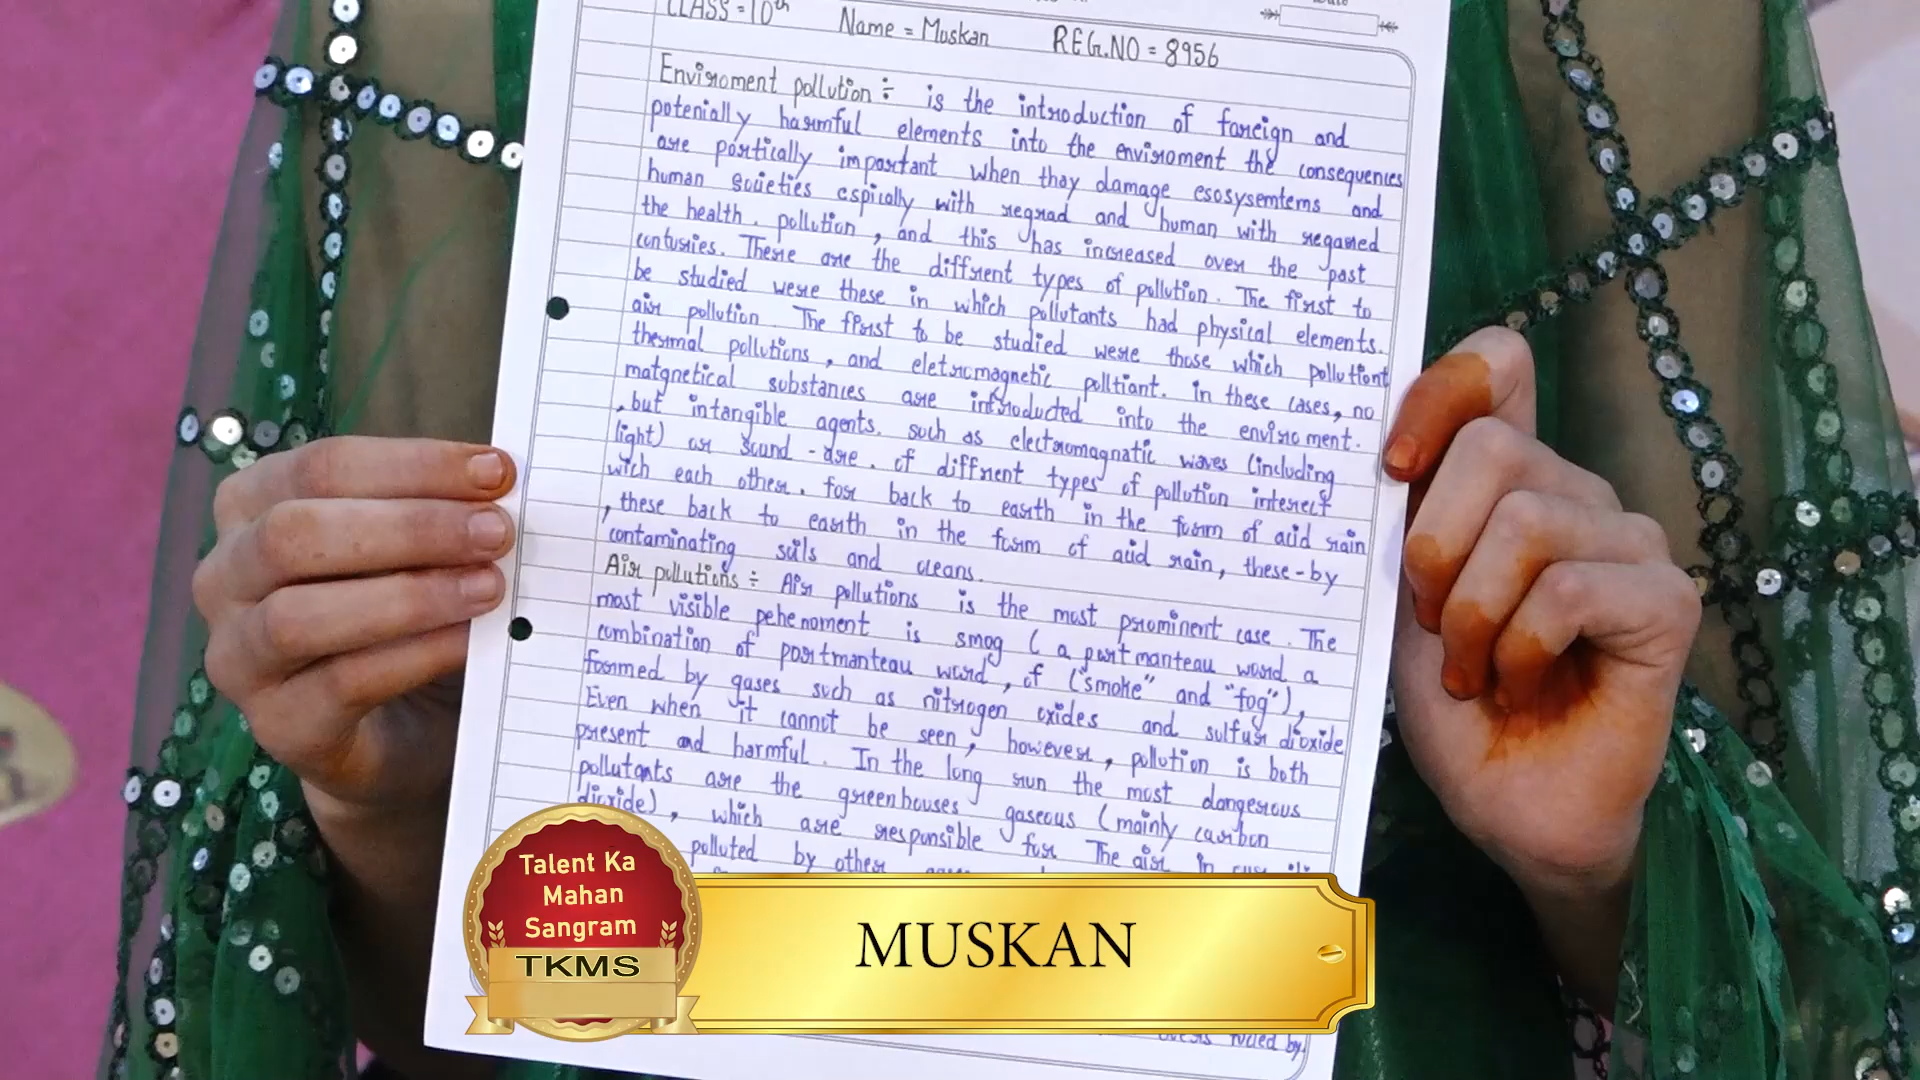 CLASS = 10th Name = Muskan REG.NO = 8956
Enviroment pollution ÷ is the introduction of foreign and
potenially harmful elements into the enviroment the consequences
are portically important when thay damage esosysemtems and
human societies espically with regrad and human with regared
the health. pollution, and this has increased over the past
conturies. There are the diffrent types of pollution. The first to
be studied were these in which pollutants had physical elements.
air pollution. The first to be studied were those which pollutiont
thermal pollutions, and eletromagnetic polltiant. in these cases, no
matgnetical substances are introducted into the enviroment.
, but intangible agents. such as electromagnatic waves (including
light) or sound - are. of diffrent types of pollution interect
with each other. for back to earth in the form of acid rain
, these back to earth in the form of acid rain, these-by
contaminating soils and oceans.
Air pollutions ÷ Air pollutions is the most prominent case. The
most visible pehenoment is smog ( a portmanteau word a
combination of portmanteau word, of ("smoke" and "fog"),
formed by gases such as nitrogen oxides and sulfur dioxide
Even when it cannot be seen, however, pollution is both
present and harmful. In the long run the most dangerous
pollutants are the greenhouses gaseous (mainly carbon
dioxide), which are responsible for The air in
polluted by other
by.
Talent Ka
Mahan
Sangram
TKMS
MUSKAN